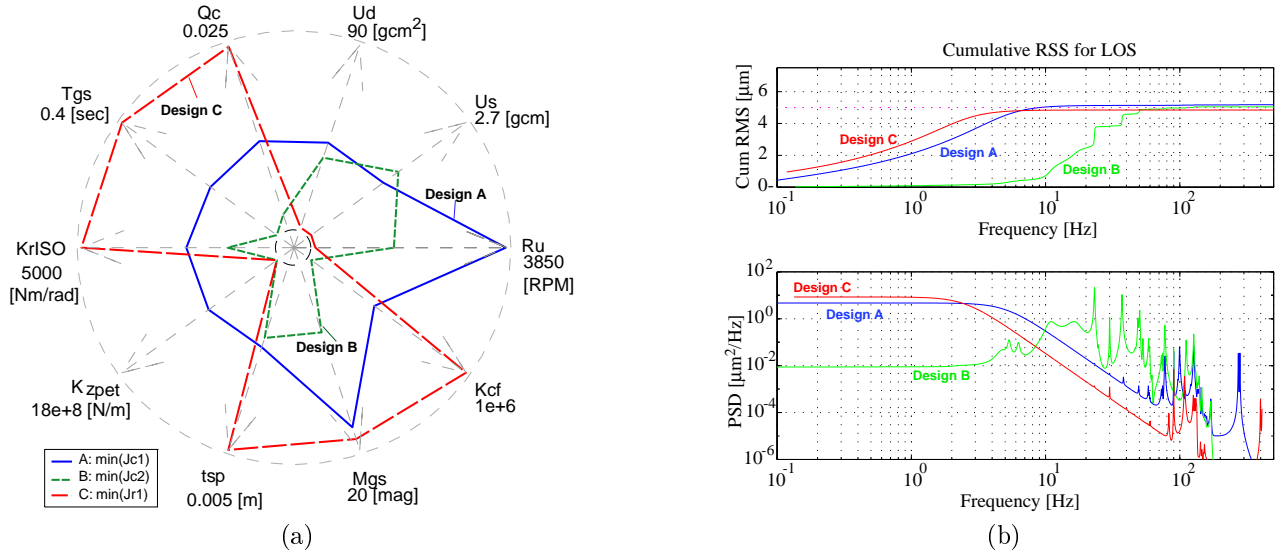 Qc
0.025
Ud
90 [gcm2]
Us
2.7 [gcm]
Ru
3850
[RPM]
Kcf
1e+6
Mgs
20 [mag]
tsp
0.005 [m]
K zpet
18e+8 [N/m]
KrISO
5000
[Nm/rad]
Tgs
0.4 [sec]
Design C
Design A
Design B
A: min(Jc1)
B: min(Jc2)
C: min(Jr1)
(a)
Cumulative RSS for LOS
Cum RMS [µm]
6
4
2
0
Design C
Design A
Design B
10-1
100
101
102
Frequency [Hz]
PSD [µm2/Hz]
102
100
10-2
10-4
10-6
Design C
Design A
Design B
10-1
100
101
102
Frequency [Hz]
(b)